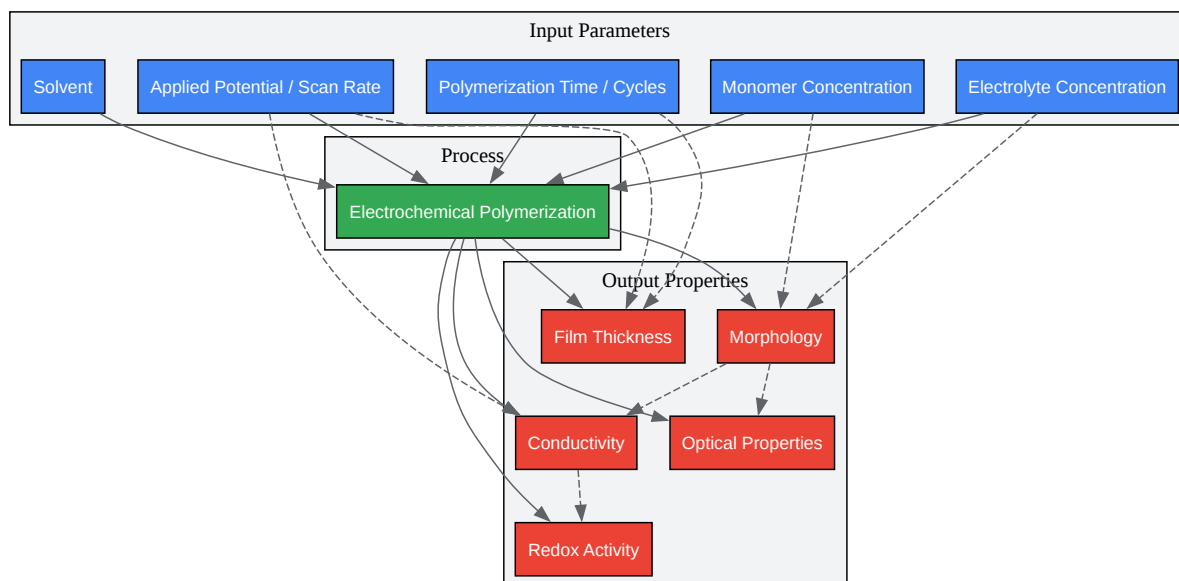 Input Parameters
Solvent
Applied Potential / Scan Rate
Polymerization Time / Cycles
Monomer Concentration
Electrolyte Concentration
Process
Electrochemical Polymerization
Output Properties
Film Thickness
Morphology
Conductivity
Optical Properties
Redox Activity